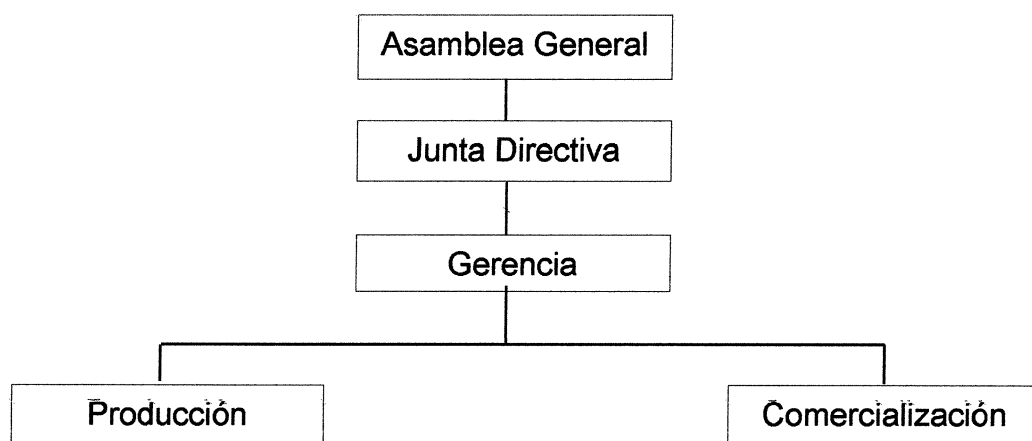 Asamblea General
Junta Directiva
Gerencia
Producción
Comercialización